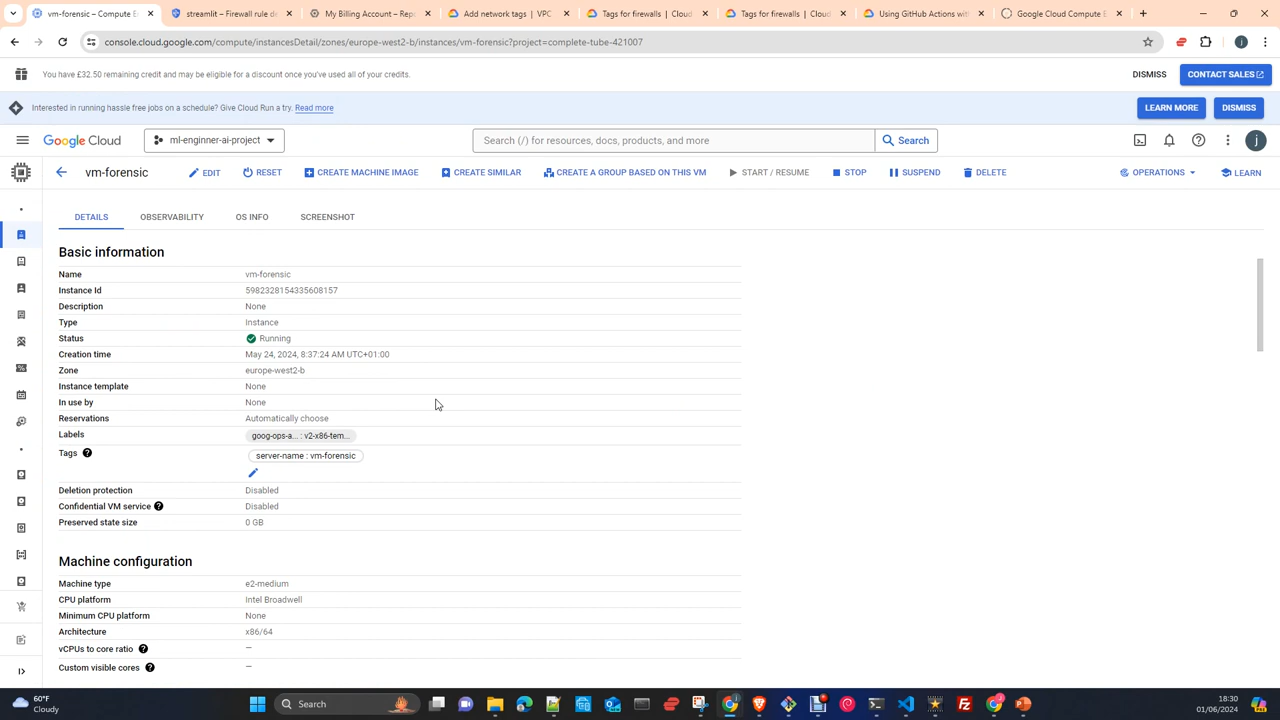 vm-forensic – Compute E
streamlit – Firewall rule de
My Billing Account – Repo
Add network tags | VPC
Tags for firewalls | Cloud
Tags for firewalls | Cloud
Using GitHub Actions with
Google Cloud Compute E
console.cloud.google.com/compute/instancesDetail/zones/europe-west2-b/instances/vm-forensic?project=complete-tube-421007
You have £32.50 remaining credit and may be eligible for a discount once you've used all of your credits.
DISMISS
CONTACT SALES
Interested in running hassle free jobs on a schedule? Give Cloud Run a try. Read more
LEARN MORE
DISMISS
Google Cloud
ml-enginner-ai-project
Search (/) for resources, docs, products, and more
Search
j
vm-forensic
EDIT
RESET
CREATE MACHINE IMAGE
CREATE SIMILAR
CREATE A GROUP BASED ON THIS VM
START / RESUME
STOP
SUSPEND
DELETE
OPERATIONS
LEARN
DETAILS
OBSERVABILITY
OS INFO
SCREENSHOT
Basic information
Name vm-forensic
Instance Id 5982328154335608157
Description None
Type Instance
Status Running
Creation time May 24, 2024, 8:37:24 AM UTC+01:00
Zone europe-west2-b
Instance template None
In use by None
Reservations Automatically choose
Labels goog-ops-a... : v2-x86-tem...
Tags server-name : vm-forensic
Deletion protection Disabled
Confidential VM service Disabled
Preserved state size 0 GB
Machine configuration
Machine type e2-medium
CPU platform Intel Broadwell
Minimum CPU platform None
Architecture x86/64
vCPUs to core ratio —
Custom visible cores —
60°F
Cloudy
Search
18:30
01/06/2024